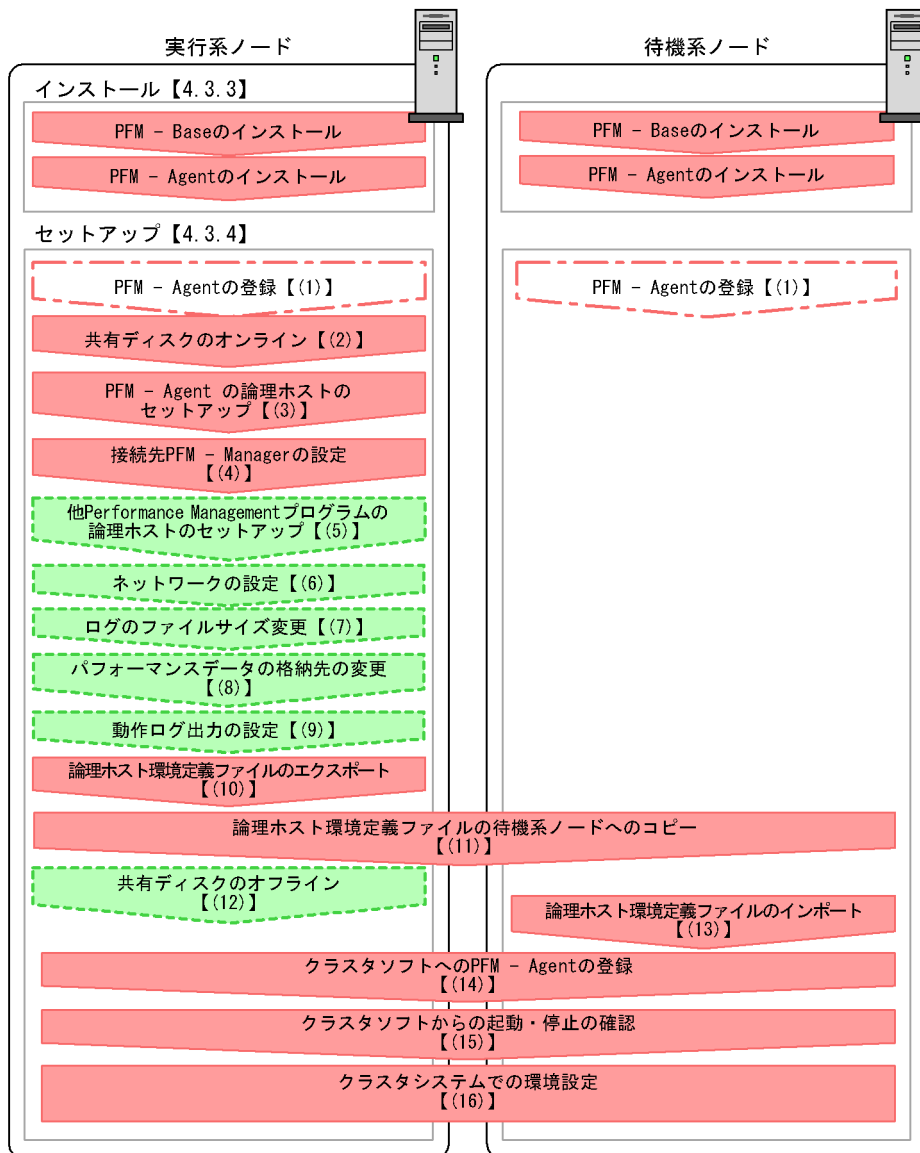 実行系ノード
待機系ノード
インストール【4.3.3】
PFM - Baseのインストール
PFM - Agentのインストール
PFM - Baseのインストール
PFM - Agentのインストール
セットアップ【4.3.4】
PFM - Agentの登録【(1)】
PFM - Agentの登録【(1)】
共有ディスクのオンライン【(2)】
PFM - Agent の論理ホストの
セットアップ【(3)】
接続先PFM - Managerの設定
【(4)】
他Performance Managementプログラムの
論理ホストのセットアップ【(5)】
ネットワークの設定【(6)】
ログのファイルサイズ変更【(7)】
パフォーマンスデータの格納先の変更
【(8)】
動作ログ出力の設定【(9)】
論理ホスト環境定義ファイルのエクスポート
【(10)】
論理ホスト環境定義ファイルの待機系ノードへのコピー
【(11)】
共有ディスクのオフライン
【(12)】
論理ホスト環境定義ファイルのインポート
【(13)】
クラスタソフトへのPFM - Agentの登録
【(14)】
クラスタソフトからの起動・停止の確認
【(15)】
クラスタシステムでの環境設定
【(16)】